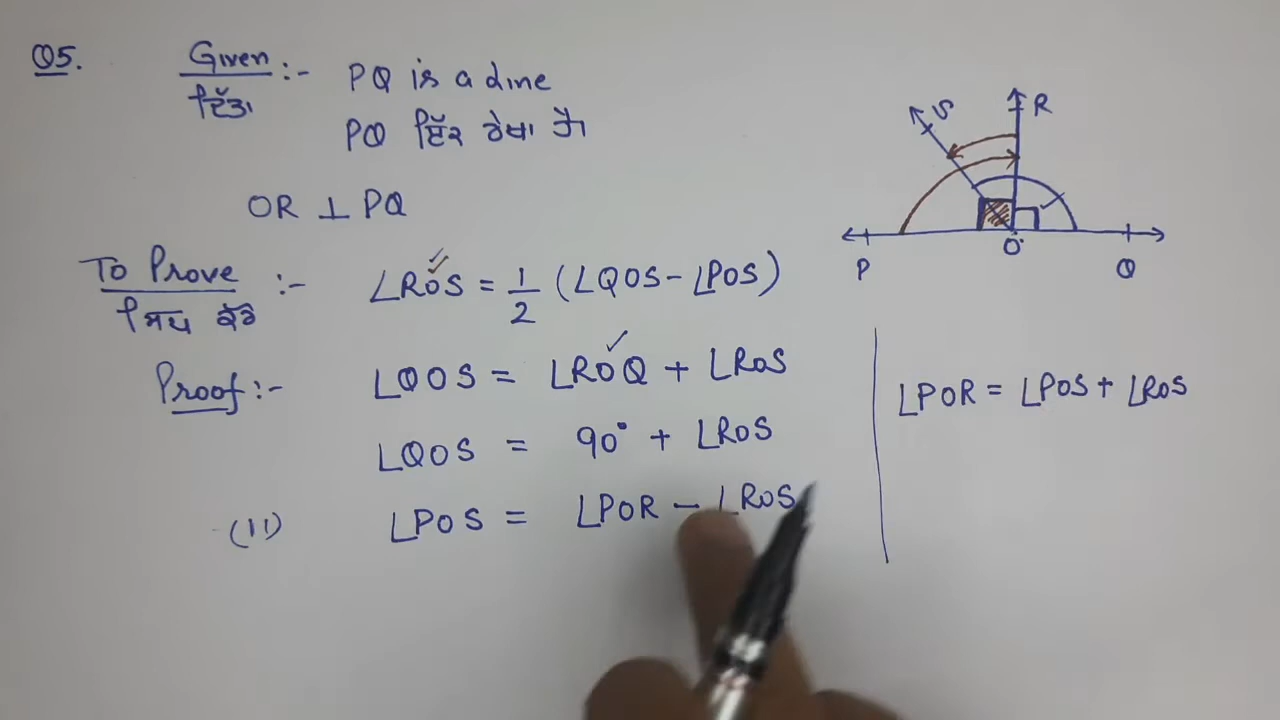 Q5. Given :- PQ is a Line
ਦਿੱਤਾ
PQ ਇੱਕ ਰੇਖਾ ਹੈ।
OR ⊥ PQ
To Prove :- ∠ROS = 1/2 (∠QOS - ∠POS)
ਸਿੱਧ ਕਰੋ
Proof :- ∠QOS = ∠ROQ + ∠ROS
∠QOS = 90° + ∠ROS
(11) ∠POS = ∠POR - ∠ROS
S
R
P
O
Q
∠POR = ∠POS + ∠ROS